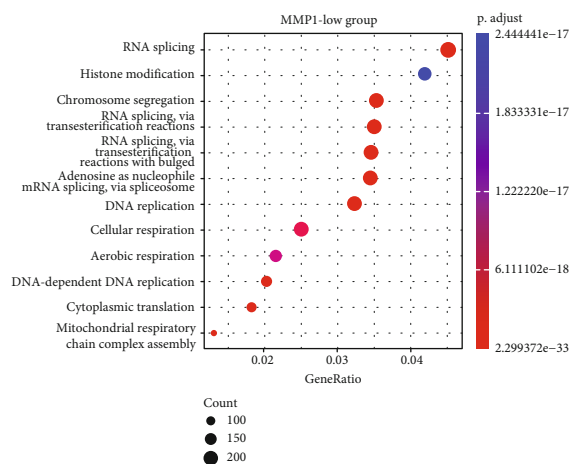 MMP1-low group
p. adjust
RNA splicing
Histone modification
Chromosome segregation
RNA splicing, via
transesterification reactions
RNA splicing, via
transesterification
reactions with bulged
Adenosine as nucleophile
mRNA splicing, via spliceosome
DNA replication
Cellular respiration
Aerobic respiration
DNA-dependent DNA replication
Cytoplasmic translation
Mitochondrial respiratory
chain complex assembly
2.444441e−17
1.833331e−17
1.222220e−17
6.111102e−18
2.299372e−33
0.02 0.03 0.04
GeneRatio
Count
100
150
200